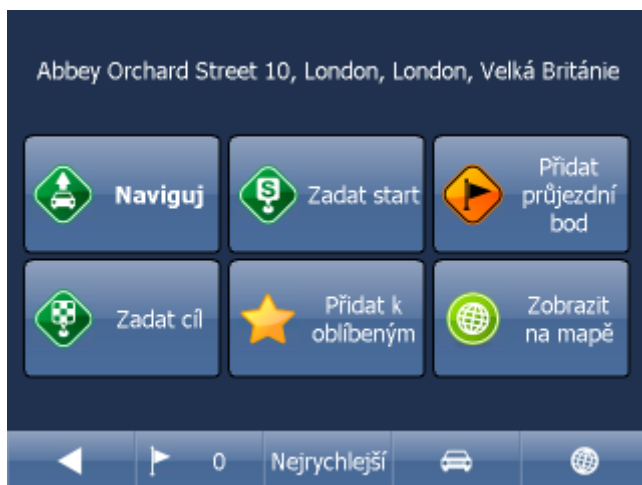 Abbey Orchard Street 10, London, London, Velká Británie
Naviguj
S
Zadat start
Přidat
průjezdní
bod
Zadat cíl
Přidat k
oblíbeným
Zobrazit
na mapě
0
Nejrychlejší